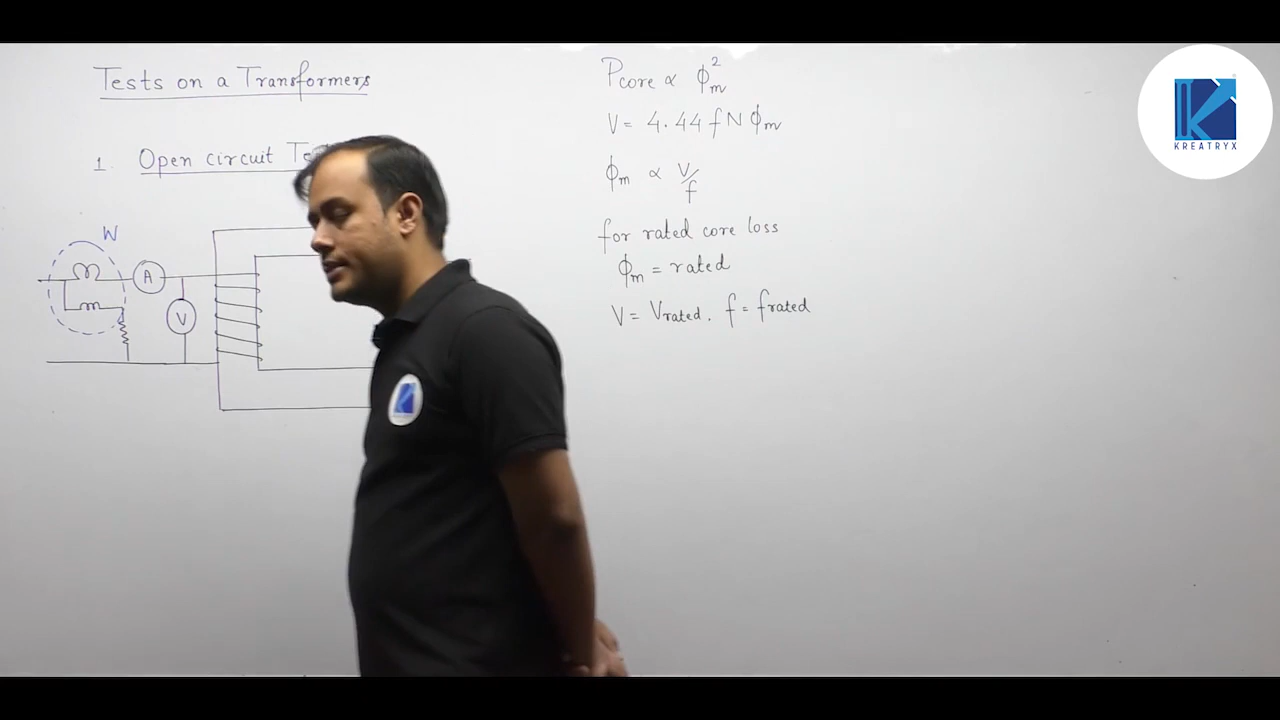 Tests on a Transformers
1. Open circuit Te
W
A
V
Pcore ∝ ϕm²
V = 4.44 f N ϕm
ϕm ∝ V/f
for rated core loss
ϕm = rated
V = Vrated. f = frated
KREATRYX